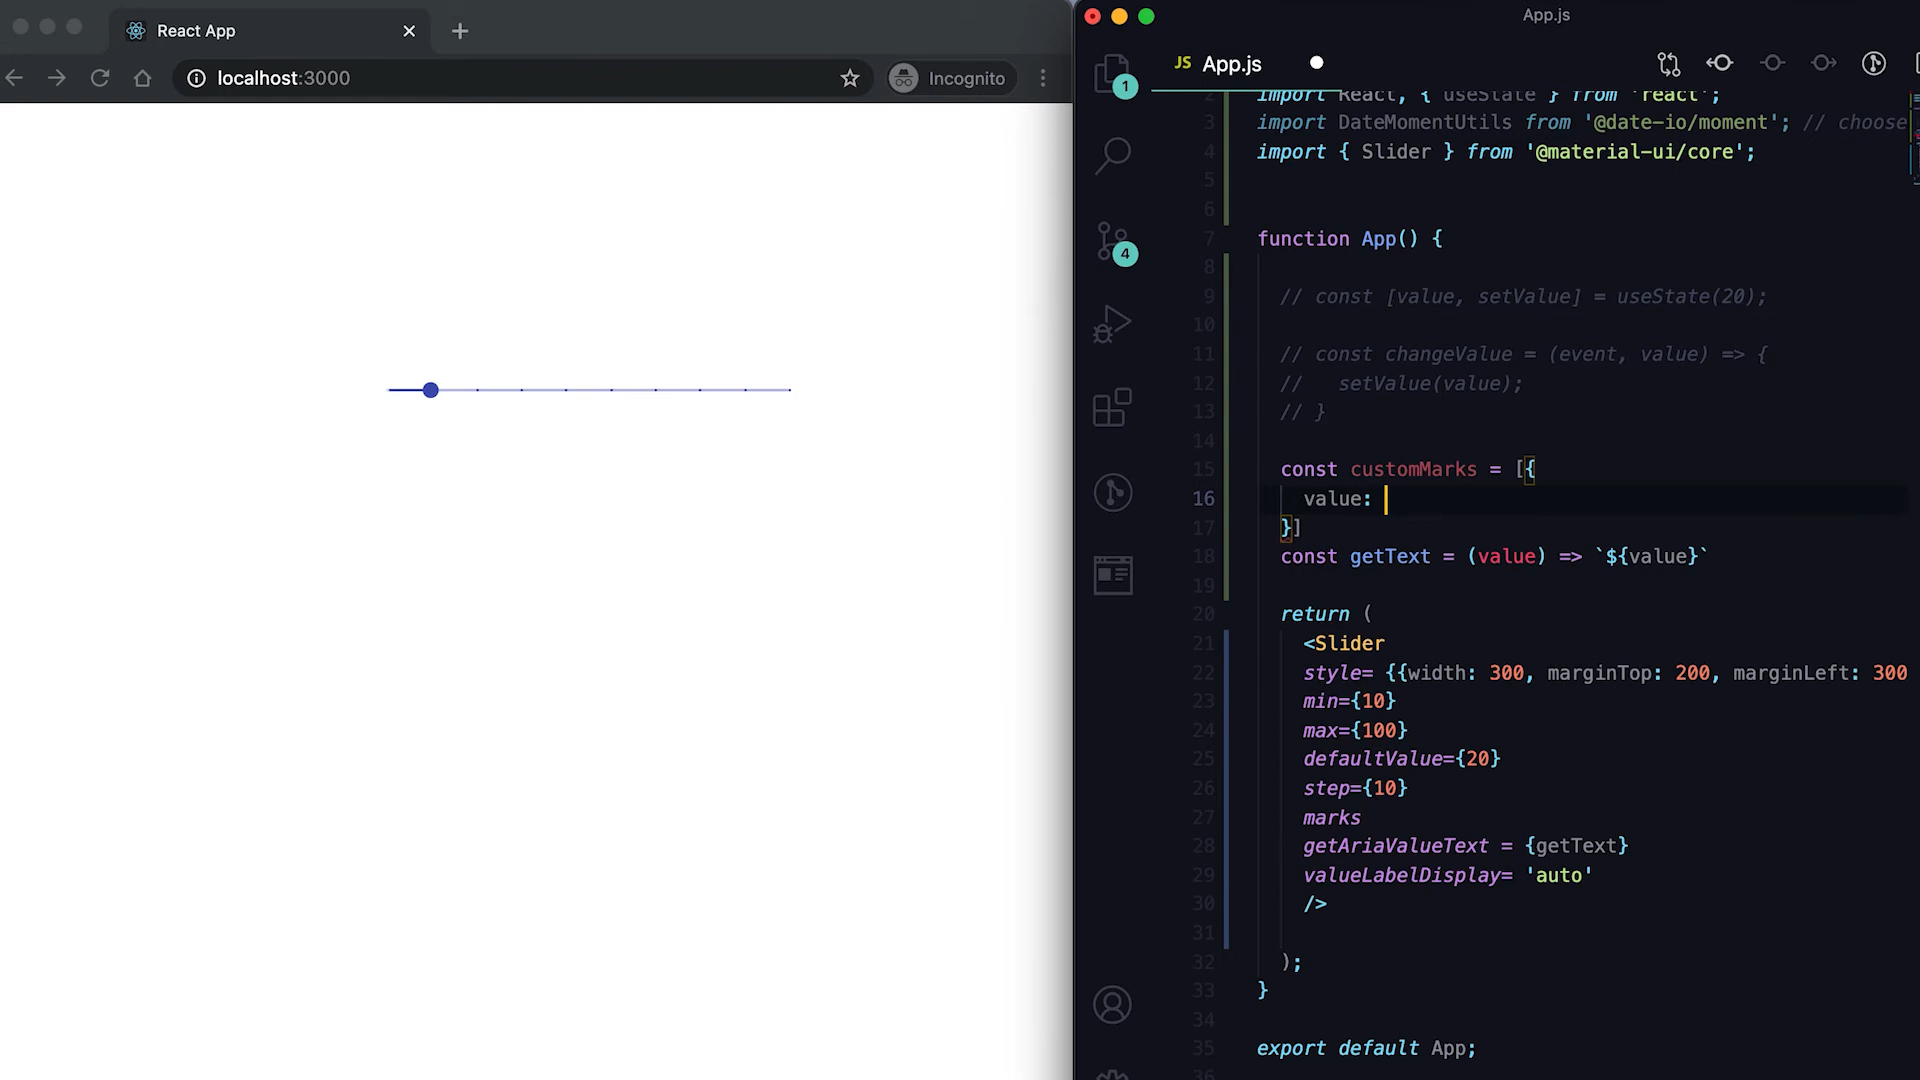 React App
localhost:3000
Incognito
App.js
JS App.js
1
4
2 import React, { useState } from 'react';
3 import DateMomentUtils from '@date-io/moment'; // choose
4 import { Slider } from '@material-ui/core';
5
6
7 function App() {
8
9 // const [value, setValue] = useState(20);
10
11 // const changeValue = (event, value) => {
12 //   setValue(value);
13 // }
14
15 const customMarks = [{
16 value:
17 }]
18 const getText = (value) => `${value}`
19
20 return (
21 <Slider
22 style= {{width: 300, marginTop: 200, marginLeft: 300
23 min={10}
24 max={100}
25 defaultValue={20}
26 step={10}
27 marks
28 getAriaValueText = {getText}
29 valueLabelDisplay= 'auto'
30 />
31
32 );
33 }
34
35 export default App;
36